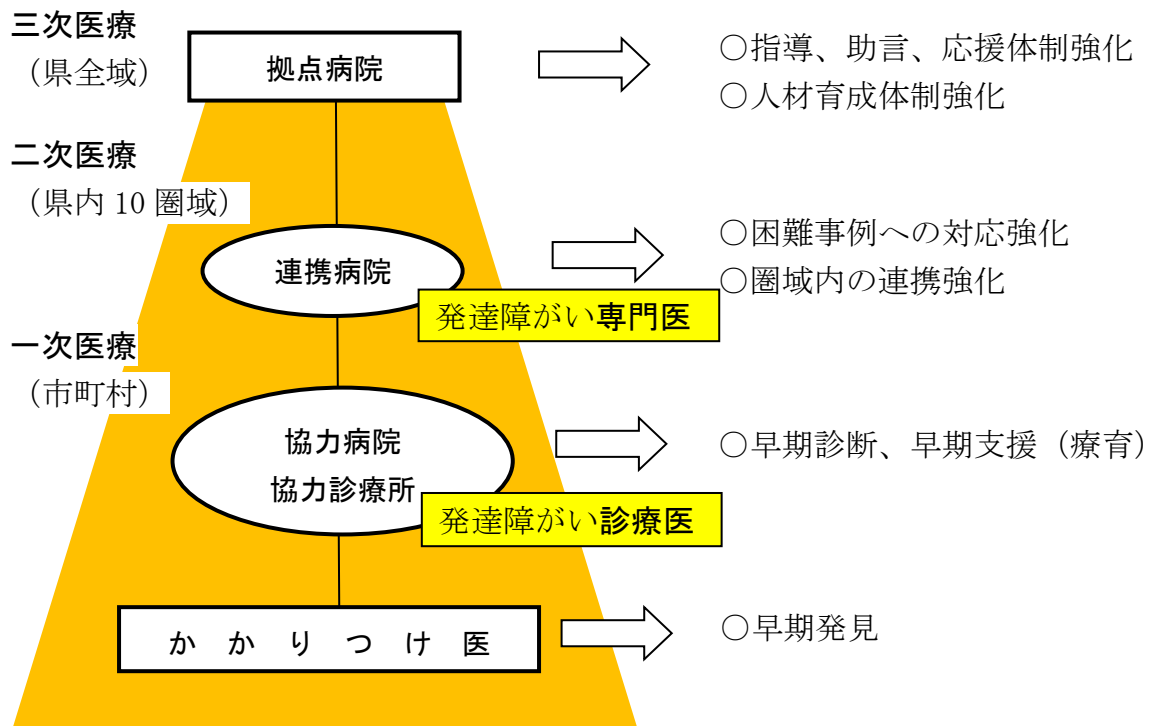 三次医療
（県全域）
拠点病院
○指導、助言、応援体制強化
○人材育成体制強化
二次医療
（県内 10 圏域）
連携病院
○困難事例への対応強化
○圏域内の連携強化
発達障がい専門医
一次医療
（市町村）
協力病院
協力診療所
○早期診断、早期支援（療育）
発達障がい診療医
かかりつけ医
○早期発見